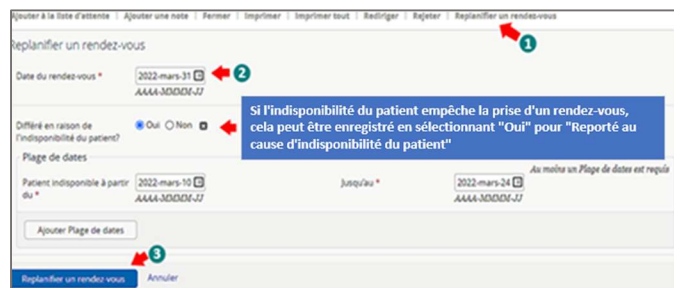 Ajouter à la liste d'attente | Ajouter une note | Fermer | Imprimer | Imprimer tout | Rediriger | Rejeter | Replanifier un rendez-vous
1
Replanifier un rendez-vous
Date du rendez-vous * 2022-mars-31 2
AAAA-MMMM-JJ
Si l'indisponibilité du patient empêche la prise d'un rendez-vous,
cela peut être enregistré en sélectionnant "Oui" pour "Reporté au
cause d'indisponibilité du patient"
Différé en raison de
l'indisponibilité du patient? Oui Non
Plage de dates
Au moins un Plage de dates est requis
Patient indisponible à partir
du * 2022-mars-10 Jusqu'au * 2022-mars-24
AAAA-MMMM-JJ AAAA-MMMM-JJ
Ajouter Plage de dates
3
Replanifier un rendez-vous Annuler